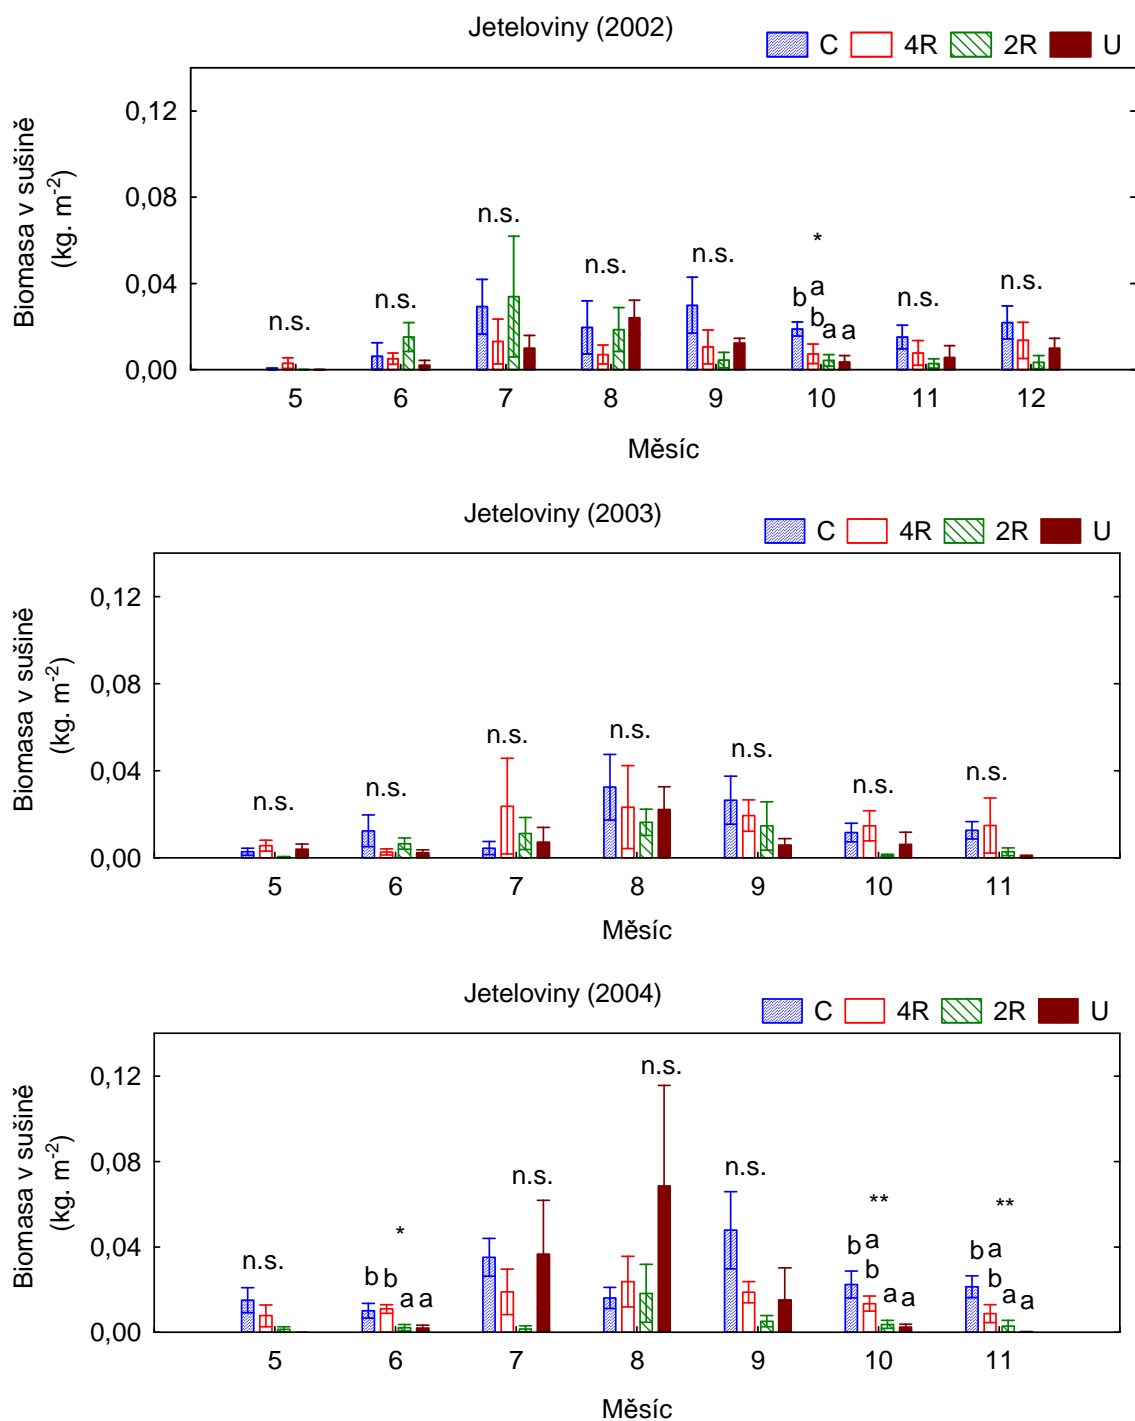 Jeteloviny (2002)
C 4R 2R U
Biomasa v sušině
(kg. m-2)
0,12
0,08
0,04
0,00
n.s. n.s. n.s. n.s. n.s. * n.s. n.s.
b a b a a
5 6 7 8 9 10 11 12
Měsíc
Jeteloviny (2003)
C 4R 2R U
Biomasa v sušině
(kg. m-2)
0,12
0,08
0,04
0,00
n.s. n.s. n.s. n.s. n.s. n.s. n.s.
5 6 7 8 9 10 11
Měsíc
Jeteloviny (2004)
C 4R 2R U
Biomasa v sušině
(kg. m-2)
0,12
0,08
0,04
0,00
n.s. * n.s. n.s. n.s. ** **
b b a a b a b a a b a b a a
5 6 7 8 9 10 11
Měsíc